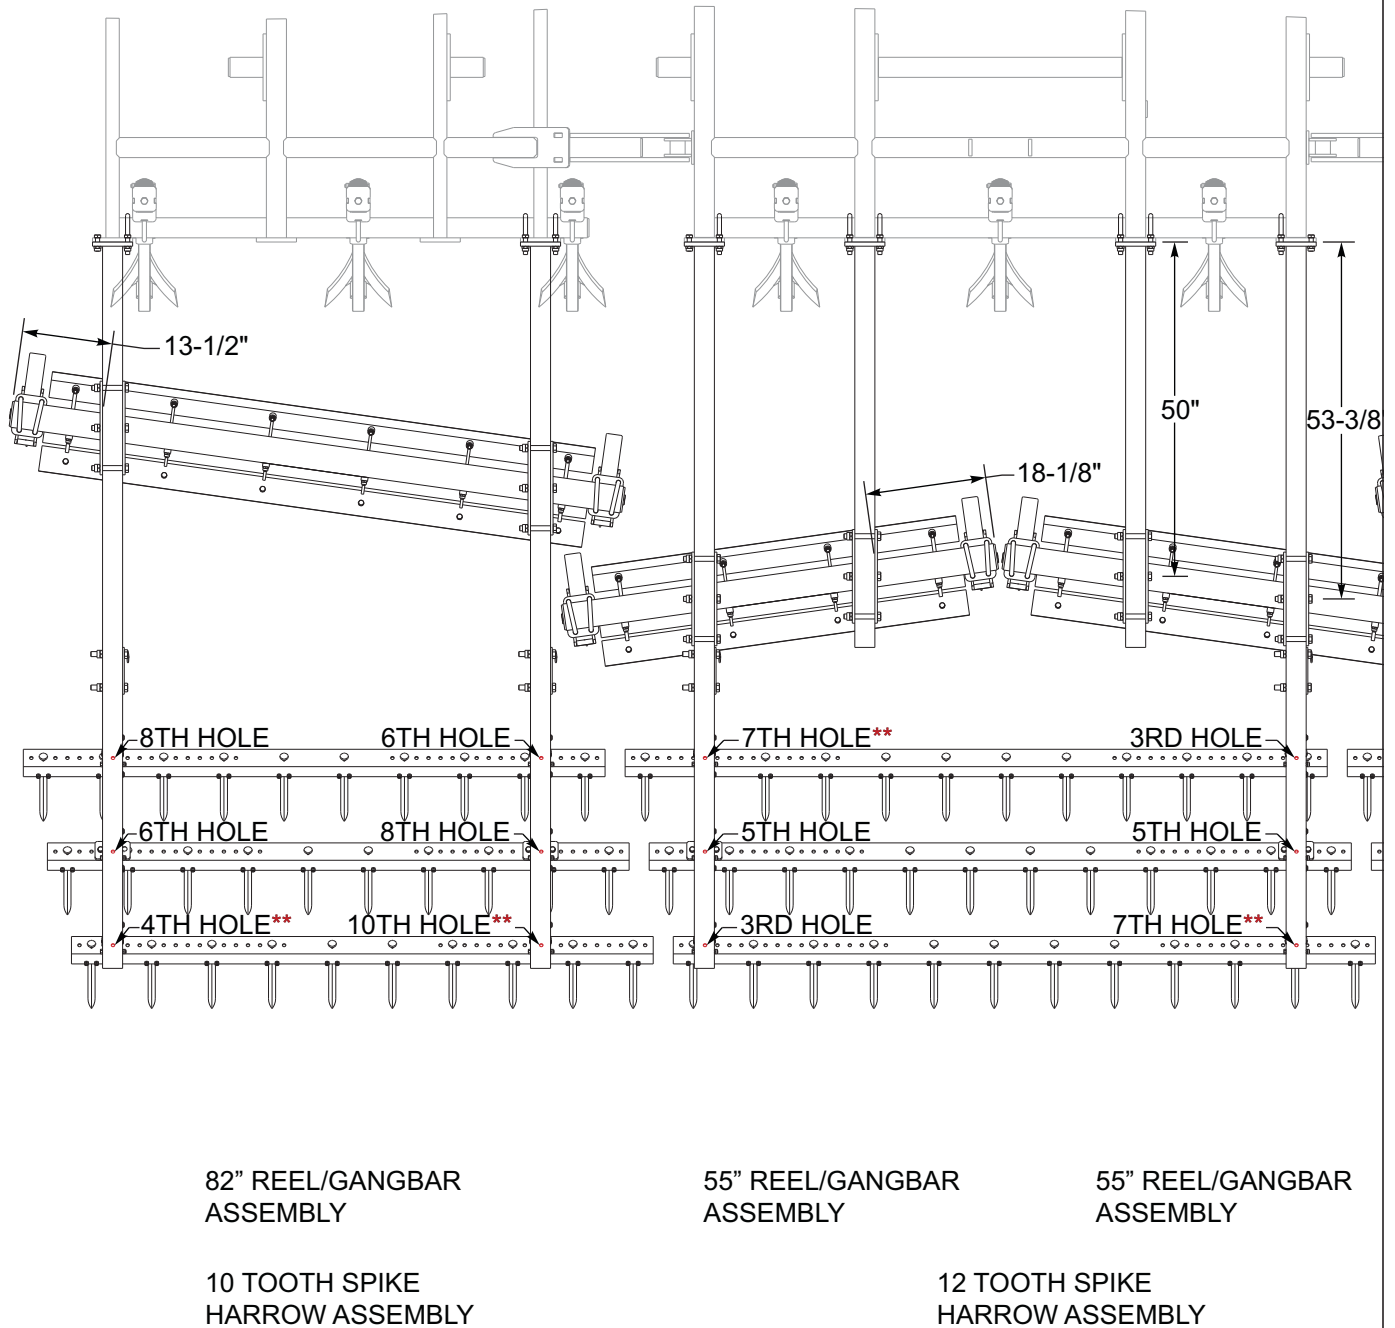 13-1/2"
50"
53-3/8
18-1/8"
8TH HOLE
6TH HOLE
7TH HOLE**
3RD HOLE
6TH HOLE
8TH HOLE
5TH HOLE
5TH HOLE
4TH HOLE**
10TH HOLE**
3RD HOLE
7TH HOLE**
82” REEL/GANGBAR
ASSEMBLY
55” REEL/GANGBAR
ASSEMBLY
55” REEL/GANGBAR
ASSEMBLY
10 TOOTH SPIKE
HARROW ASSEMBLY
12 TOOTH SPIKE
HARROW ASSEMBLY